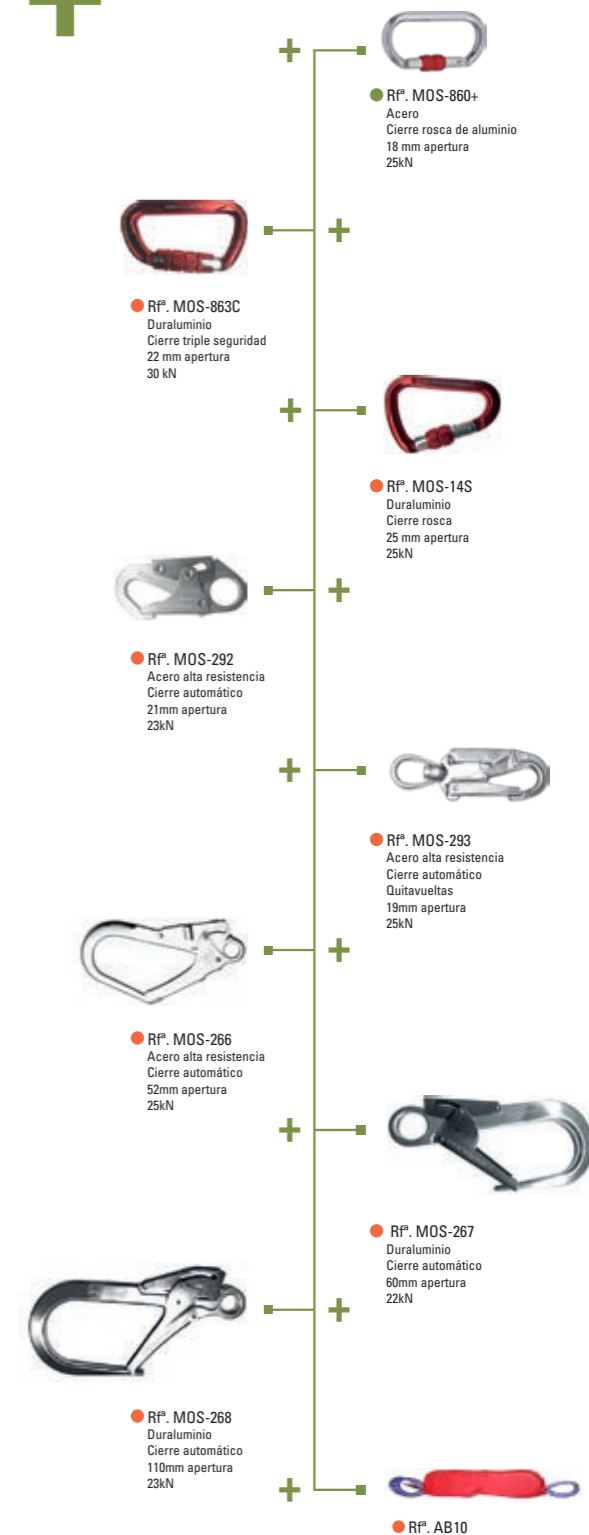 Rfª. MOS-860+
Acero
Cierre rosca de aluminio
18 mm apertura
25kN
Rfª. MOS-863C
Duraluminio
Cierre triple seguridad
22 mm apertura
30 kN
Rfª. MOS-14S
Duraluminio
Cierre rosca
25 mm apertura
25kN
Rfª. MOS-292
Acero alta resistencia
Cierre automático
21mm apertura
23kN
Rfª. MOS-293
Acero alta resistencia
Cierre automático
Quitavueltas
19mm apertura
25kN
Rfª. MOS-266
Acero alta resistencia
Cierre automático
52mm apertura
25kN
Rfª. MOS-267
Duraluminio
Cierre automático
60mm apertura
22kN
Rfª. MOS-268
Duraluminio
Cierre automático
110mm apertura
23kN
Rfª. AB10